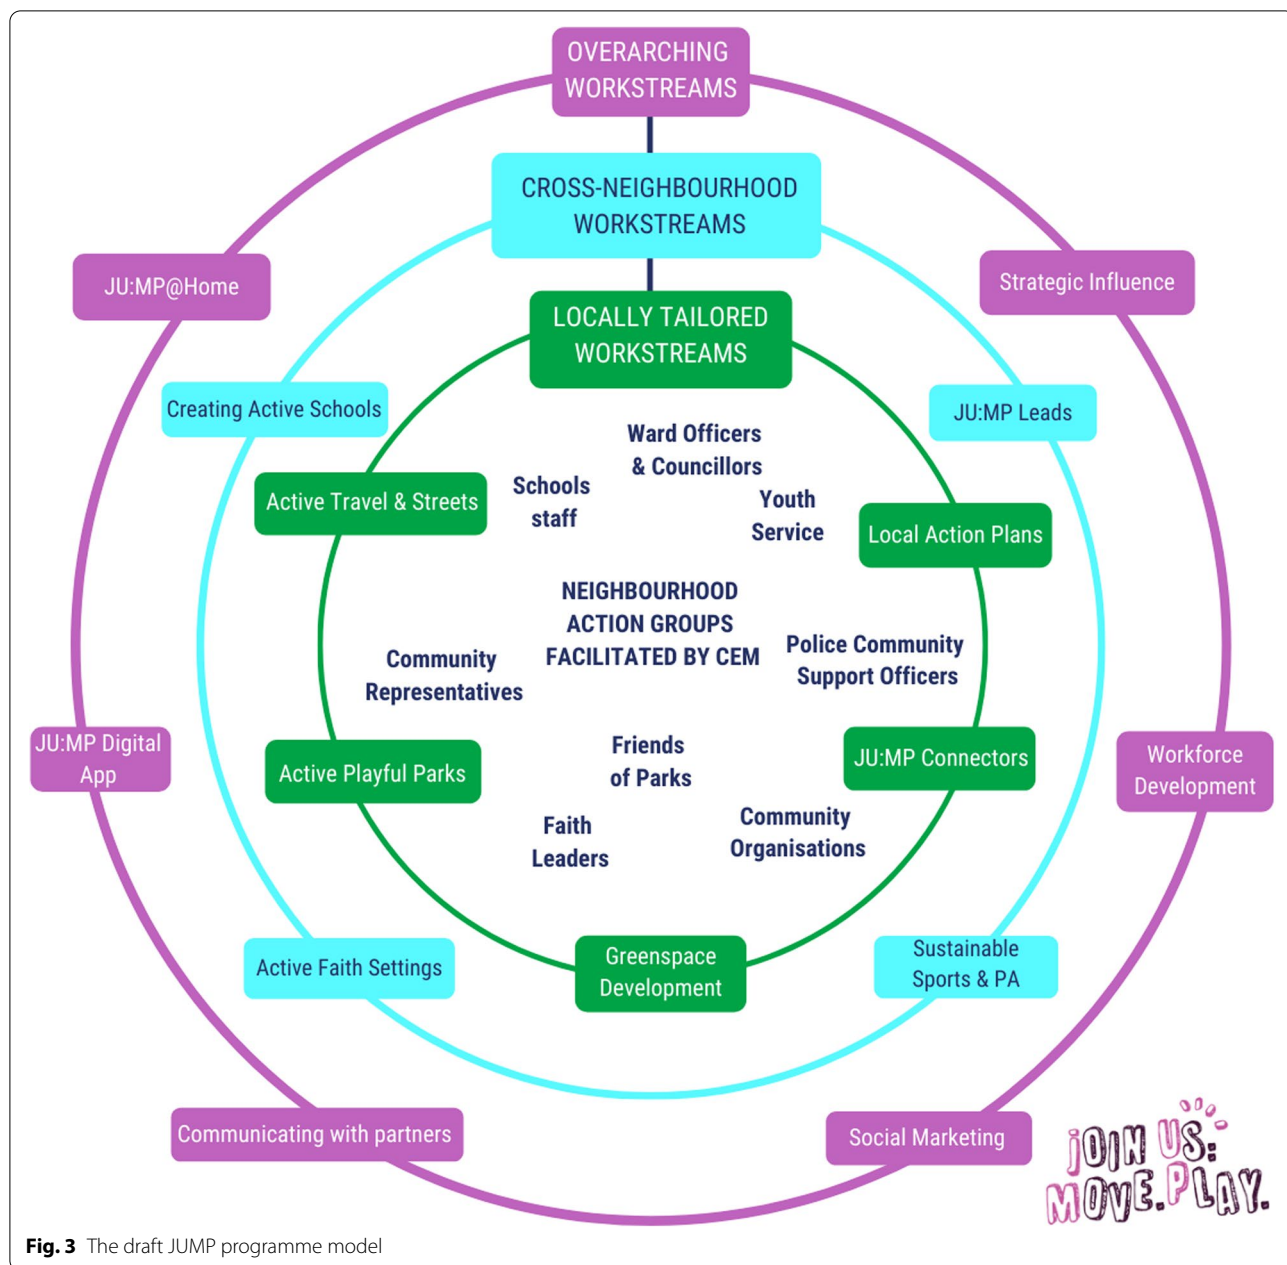 OVERARCHING
WORKSTREAMS
CROSS-NEIGHBOURHOOD
WORKSTREAMS
LOCALLY TAILORED
WORKSTREAMS
JU:MP@Home
Strategic Influence
Creating Active Schools
JU:MP Leads
Active Travel & Streets
Local Action Plans
Ward Officers
& Councillors
Schools
staff
Youth
Service
NEIGHBOURHOOD
ACTION GROUPS
FACILITATED BY CEM
Community
Representatives
Police Community
Support Officers
JU:MP Digital
App
Active Playful Parks
Friends
of Parks
JU:MP Connectors
Workforce
Development
Faith
Leaders
Community
Organisations
Active Faith Settings
Greenspace
Development
Sustainable
Sports & PA
Communicating with partners
Social Marketing
JOIN US:
MOVE.PLAY.
Fig. 3 The draft JUMP programme model